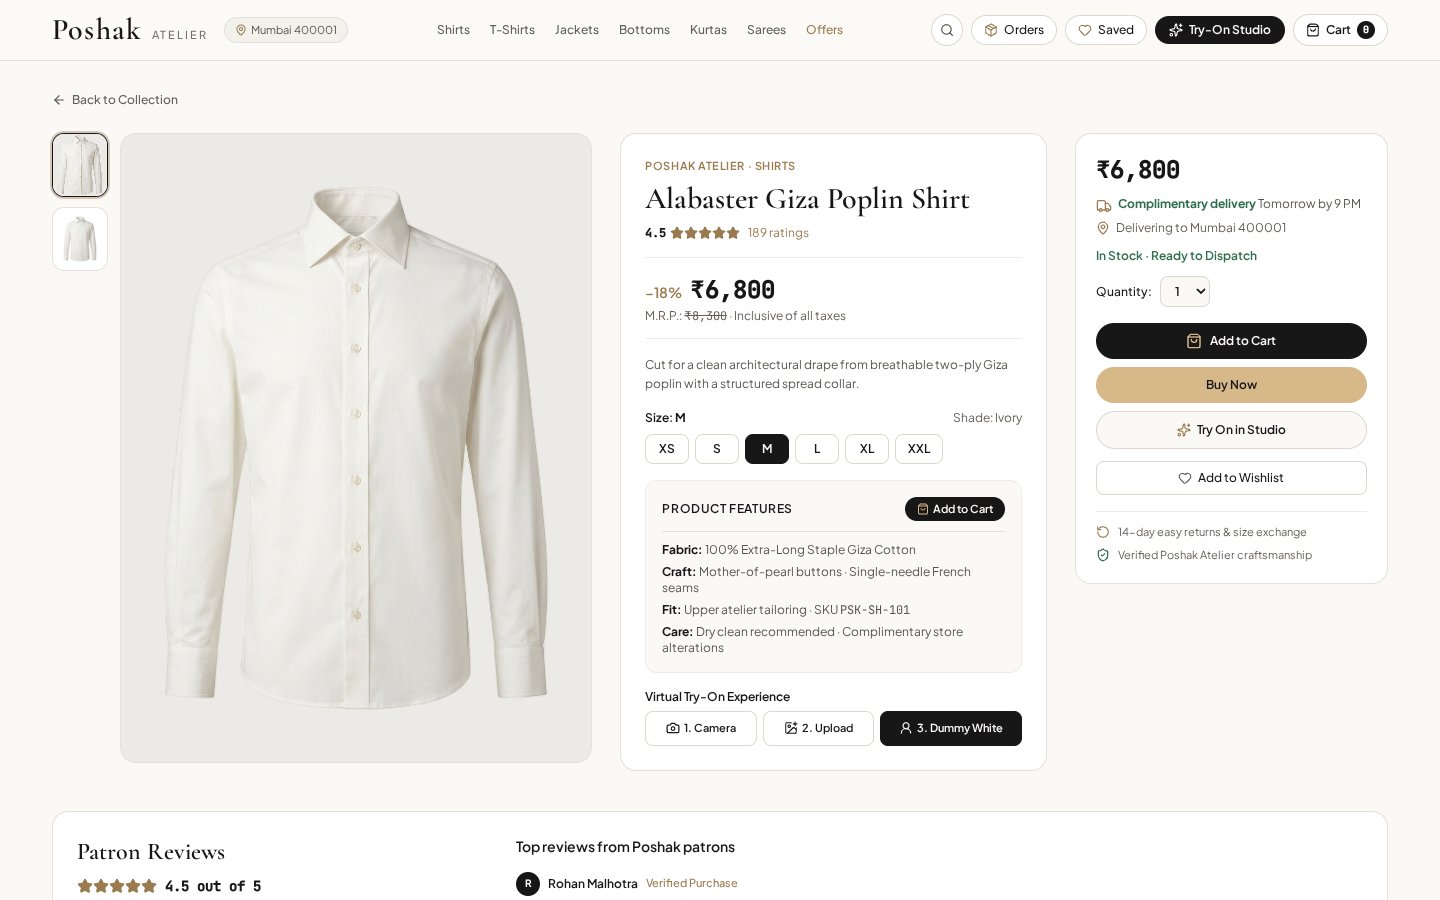 Poshak ATELIER
Mumbai 400001
Shirts
T-Shirts
Jackets
Bottoms
Kurtas
Sarees
Offers
Orders
Saved
Try-On Studio
Cart 0
Back to Collection
POSHAK ATELIER · SHIRTS
Alabaster Giza Poplin Shirt
4.5 189 ratings
-18% ₹6,800
M.R.P.: ₹8,300 · Inclusive of all taxes
Cut for a clean architectural drape from breathable two-ply Giza
poplin with a structured spread collar.
Size: M
Shade: Ivory
XS
S
M
L
XL
XXL
PRODUCT FEATURES
Add to Cart
Fabric: 100% Extra-Long Staple Giza Cotton
Craft: Mother-of-pearl buttons · Single-needle French
seams
Fit: Upper atelier tailoring · SKU PSK-SH-101
Care: Dry clean recommended · Complimentary store
alterations
Virtual Try-On Experience
1. Camera
2. Upload
3. Dummy White
₹6,800
Complimentary delivery Tomorrow by 9 PM
Delivering to Mumbai 400001
In Stock · Ready to Dispatch
Quantity: 1
Add to Cart
Buy Now
Try On in Studio
Add to Wishlist
14-day easy returns & size exchange
Verified Poshak Atelier craftsmanship
Patron Reviews
4.5 out of 5
Top reviews from Poshak patrons
R Rohan Malhotra Verified Purchase